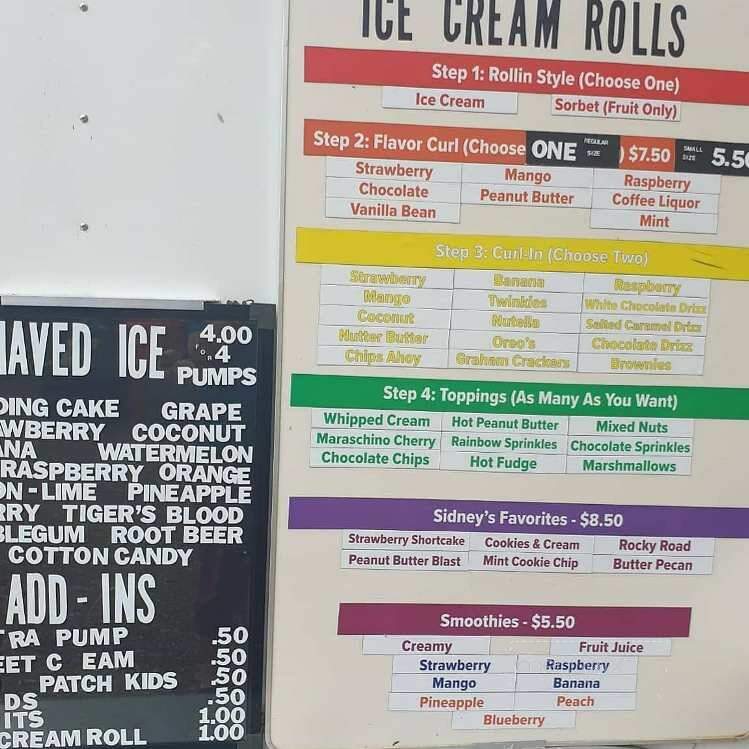 ICE CREAM ROLLS
Step 1: Rollin Style (Choose One)
Ice Cream Sorbet (Fruit Only)
Step 2: Flavor Curl (Choose ONE REGULAR SIZE ) $7.50 SMALL SIZE 5.50
Strawberry Mango Raspberry
Chocolate Peanut Butter Coffee Liquor
Vanilla Bean Mint
Step 3: Curl-In (Choose Two)
Strawberry Banana Raspberry
Mango Twinkies White Chocolate Drizz
Coconut Nutella Salted Caramel Drizz
Nutter Butter Oreo's Chocolate Drizz
Chips Ahoy Graham Crackers Brownies
Step 4: Toppings (As Many As You Want)
Whipped Cream Hot Peanut Butter Mixed Nuts
Maraschino Cherry Rainbow Sprinkles Chocolate Sprinkles
Chocolate Chips Hot Fudge Marshmallows
Sidney's Favorites - $8.50
Strawberry Shortcake Cookies & Cream Rocky Road
Peanut Butter Blast Mint Cookie Chip Butter Pecan
Smoothies - $5.50
Creamy Fruit Juice
Strawberry Raspberry
Mango Banana
Pineapple Peach
Blueberry
HAVED ICE 4.00
4
PUMPS
DING CAKE GRAPE
AWBERRY COCONUT
ANA WATERMELON
RASPBERRY ORANGE
ON-LIME PINEAPPLE
RRY TIGER'S BLOOD
BLEGUM ROOT BEER
COTTON CANDY
ADD-INS
TRA PUMP .50
EET C EAM .50
PATCH KIDS .50
DS .50
ITS 1.00
CREAM ROLL 1.00